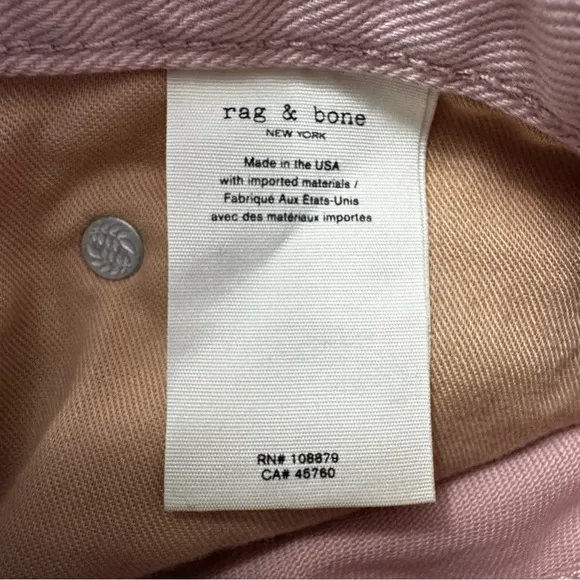 rag & bone
NEW YORK
Made in the USA
with imported materials /
Fabriqué Aux Etats-Unis
avec des matériaux importes
RN# 108879
CA# 45760